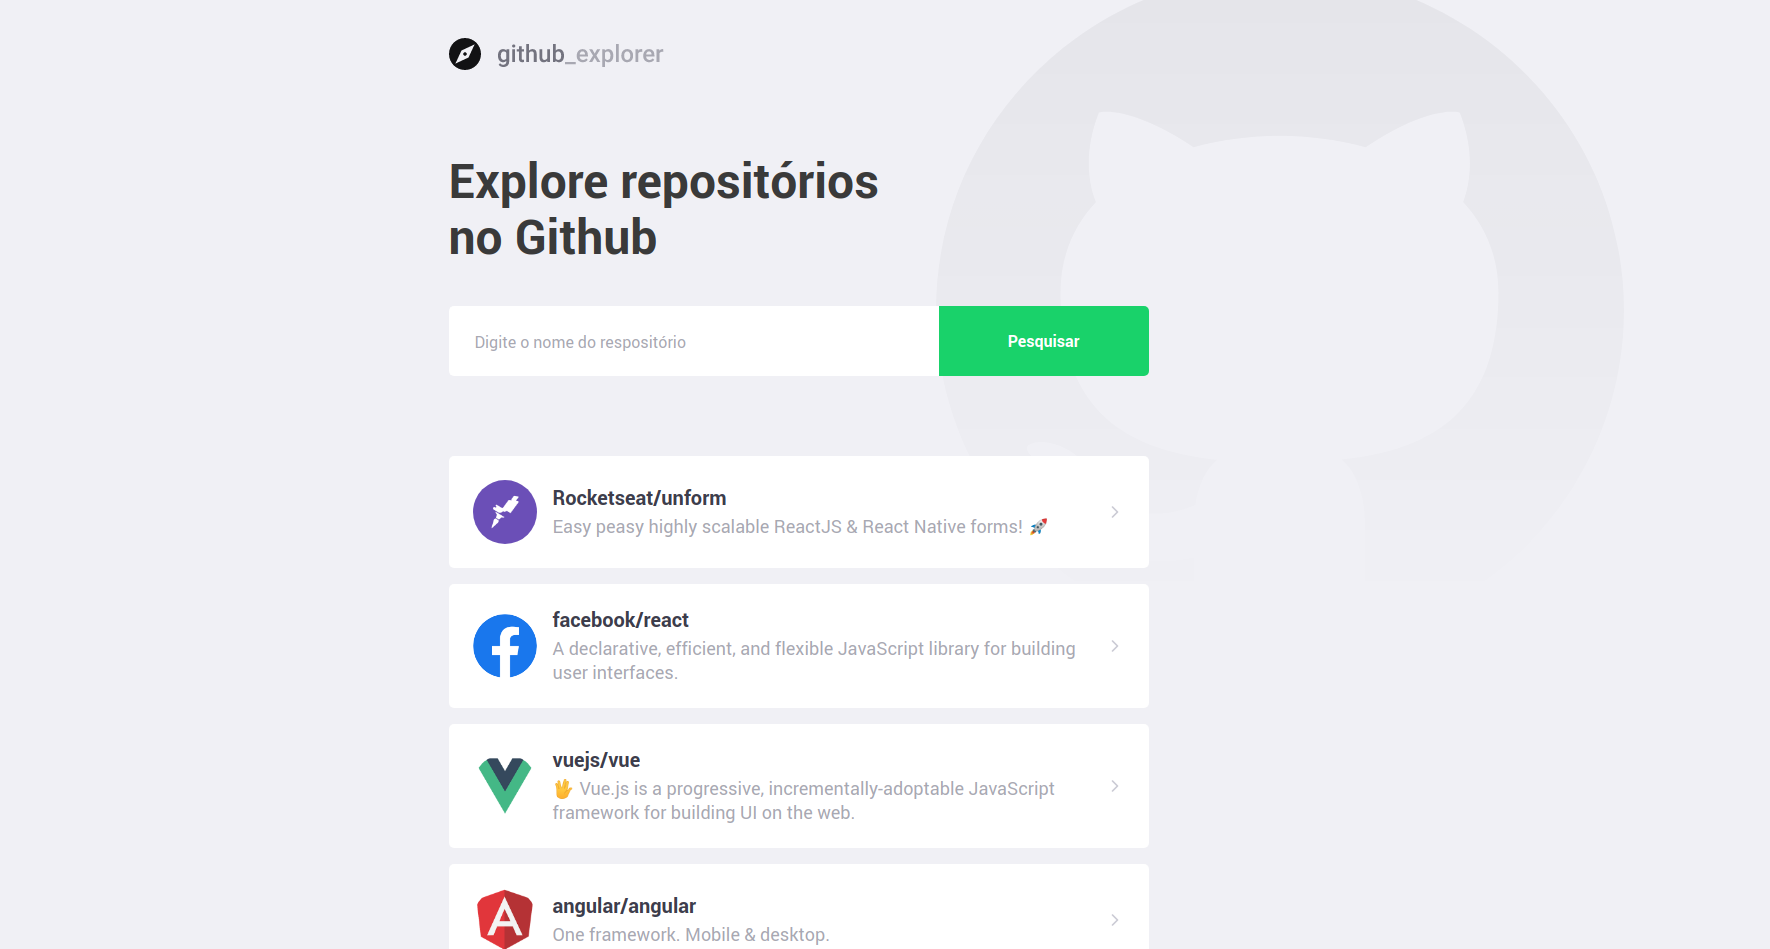 github_explorer
Explore repositórios
no Github
Digite o nome do respositório
Pesquisar
Rocketseat/unform
Easy peasy highly scalable ReactJS & React Native forms! 🚀
facebook/react
A declarative, efficient, and flexible JavaScript library for building
user interfaces.
vuejs/vue
🖖 Vue.js is a progressive, incrementally-adoptable JavaScript
framework for building UI on the web.
angular/angular
One framework. Mobile & desktop.